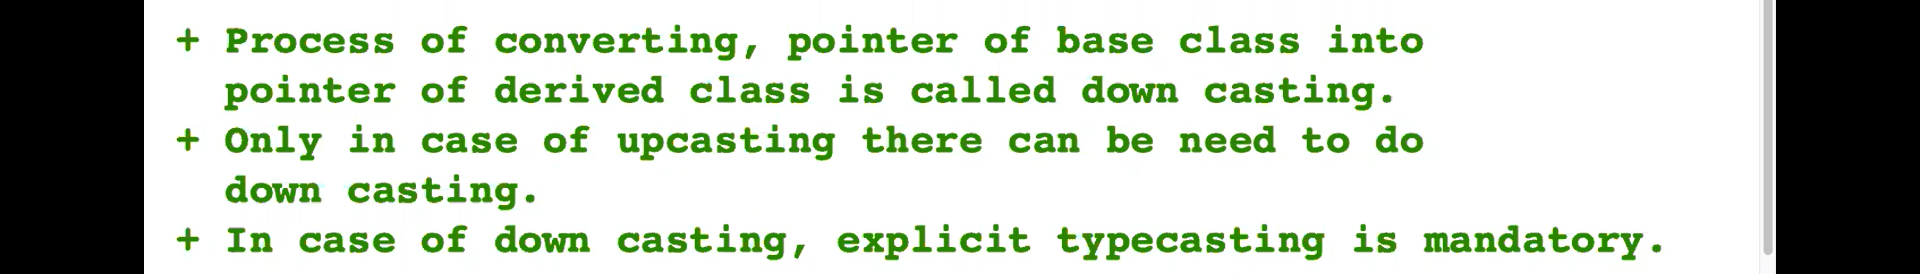 + Process of converting, pointer of base class into
pointer of derived class is called down casting.
+ Only in case of upcasting there can be need to do
down casting.
+ In case of down casting, explicit typecasting is mandatory.